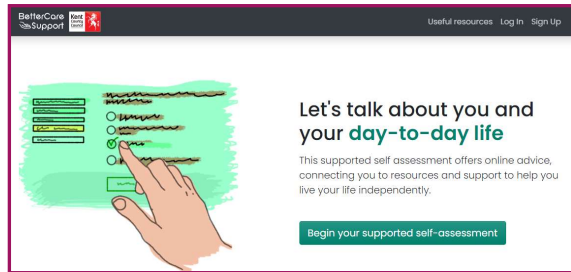 BetterCare
Support
Kent
County
Council
Useful resources Log In Sign Up
Let's talk about you and
your day-to-day life
This supported self assessment offers online advice,
connecting you to resources and support to help you
live your life independently.
Begin your supported self-assessment